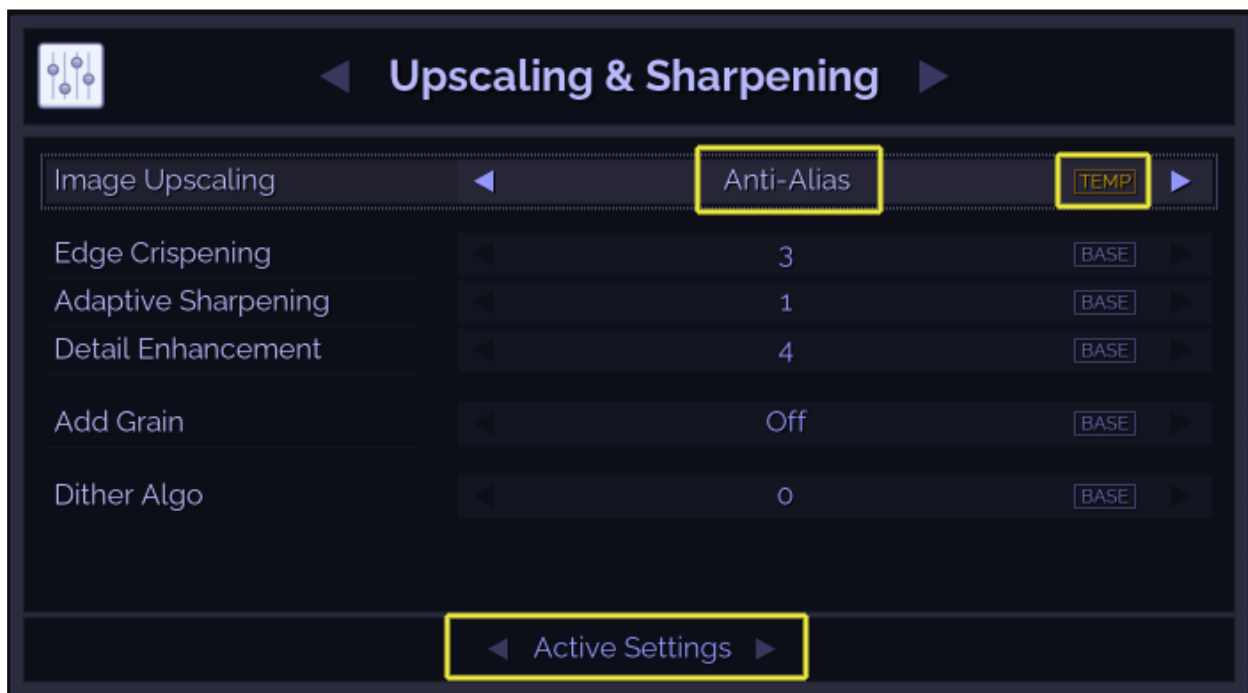 Upscaling & Sharpening
Image Upscaling Anti-Alias TEMP
Edge Crispening 3 BASE
Adaptive Sharpening 1 BASE
Detail Enhancement 4 BASE
Add Grain Off BASE
Dither Algo 0 BASE
Active Settings